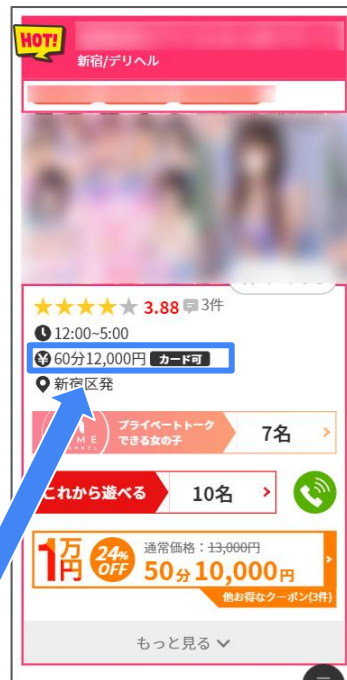 HOT!
新宿/デリヘル
3.88 3件
12:00~5:00
¥60分12,000円 カード可
新宿区発
プライベートトーク
できる女の子
7名
これから遊べる
10名
1万円
24%
OFF
通常価格：13,000円
50分10,000円
他お得なクーポン(3件)
もっと見る